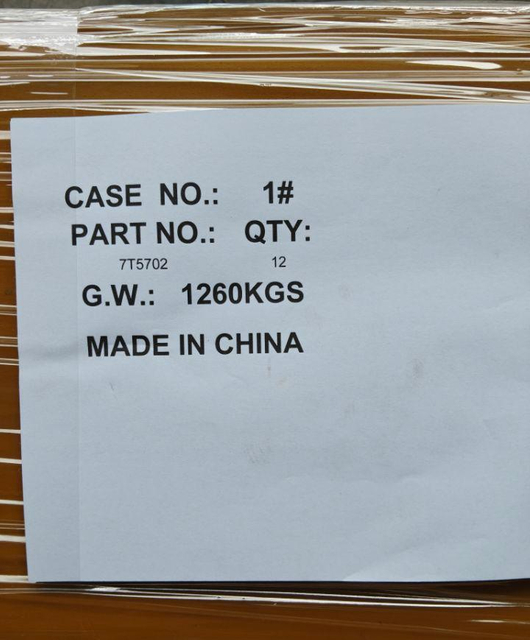 CASE NO.: 1#
PART NO.: QTY:
7T5702 12
G.W.: 1260KGS
MADE IN CHINA